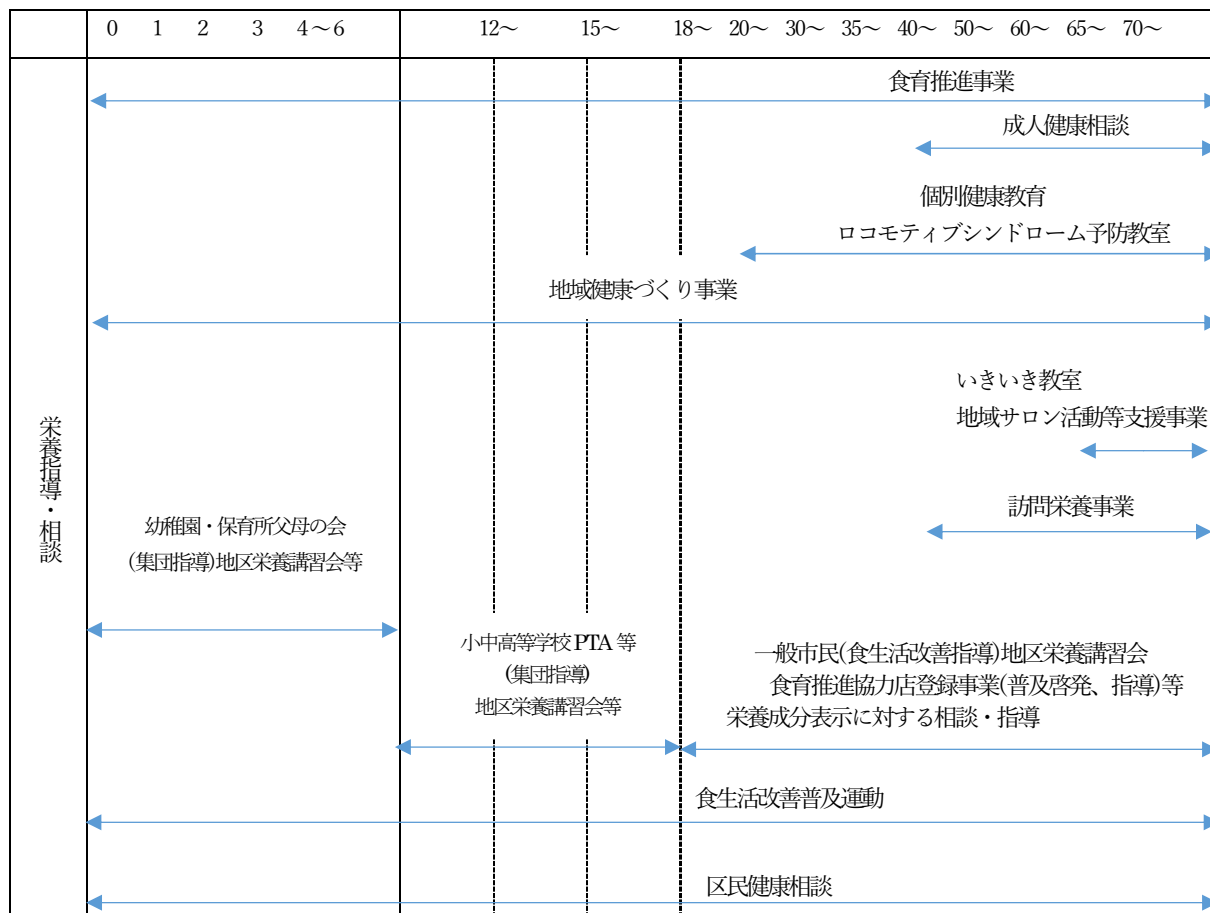 0 1 2 3 4～6 12～ 15～ 18～ 20～ 30～ 35～ 40～ 50～ 60～ 65～ 70～
栄養指導・相談
食育推進事業
成人健康相談
個別健康教育
ロコモティブシンドローム予防教室
地域健康づくり事業
いきいき教室
地域サロン活動等支援事業
訪問栄養事業
幼稚園・保育所父母の会
(集団指導)地区栄養講習会等
小中高等学校PTA等
(集団指導)
地区栄養講習会等
一般市民(食生活改善指導)地区栄養講習会
食育推進協力店登録事業(普及啓発、指導)等
栄養成分表示に対する相談・指導
食生活改善普及運動
区民健康相談